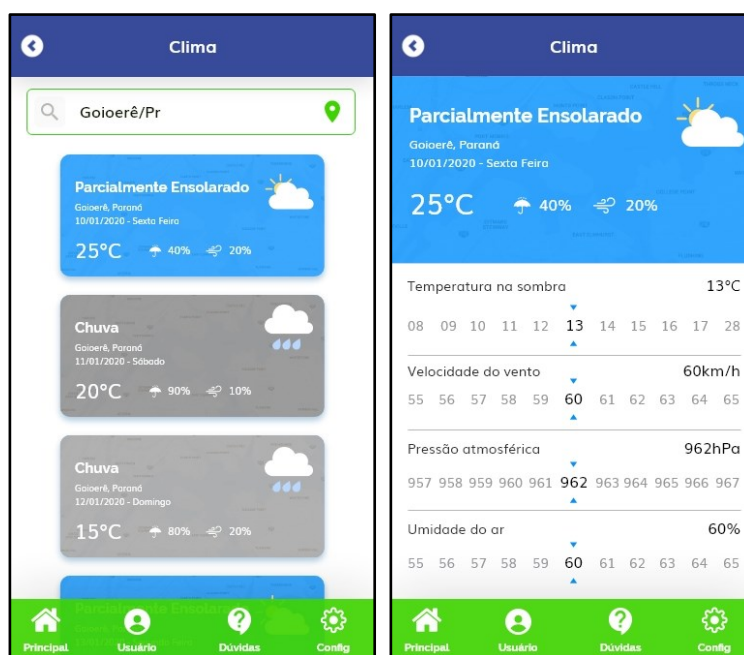 Clima
Goioerê/Pr
Parcialmente Ensolarado
Goioerê, Paraná
10/01/2020 - Sexta Feira
25°C 40% 20%
Chuva
Goioerê, Paraná
11/01/2020 - Sábado
20°C 90% 10%
Chuva
Goioerê, Paraná
12/01/2020 - Domingo
15°C 80% 20%
Parcialmente Ensolarado
Principal Usuário Dúvidas Config
Clima
Parcialmente Ensolarado
Goioerê, Paraná
10/01/2020 - Sexta Feira
25°C 40% 20%
Temperatura na sombra 13°C
08 09 10 11 12 13 14 15 16 17 28
Velocidade do vento 60km/h
55 56 57 58 59 60 61 62 63 64 65
Pressão atmosférica 962hPa
957 958 959 960 961 962 963 964 965 966 967
Umidade do ar 60%
55 56 57 58 59 60 61 62 63 64 65
Principal Usuário Dúvidas Config